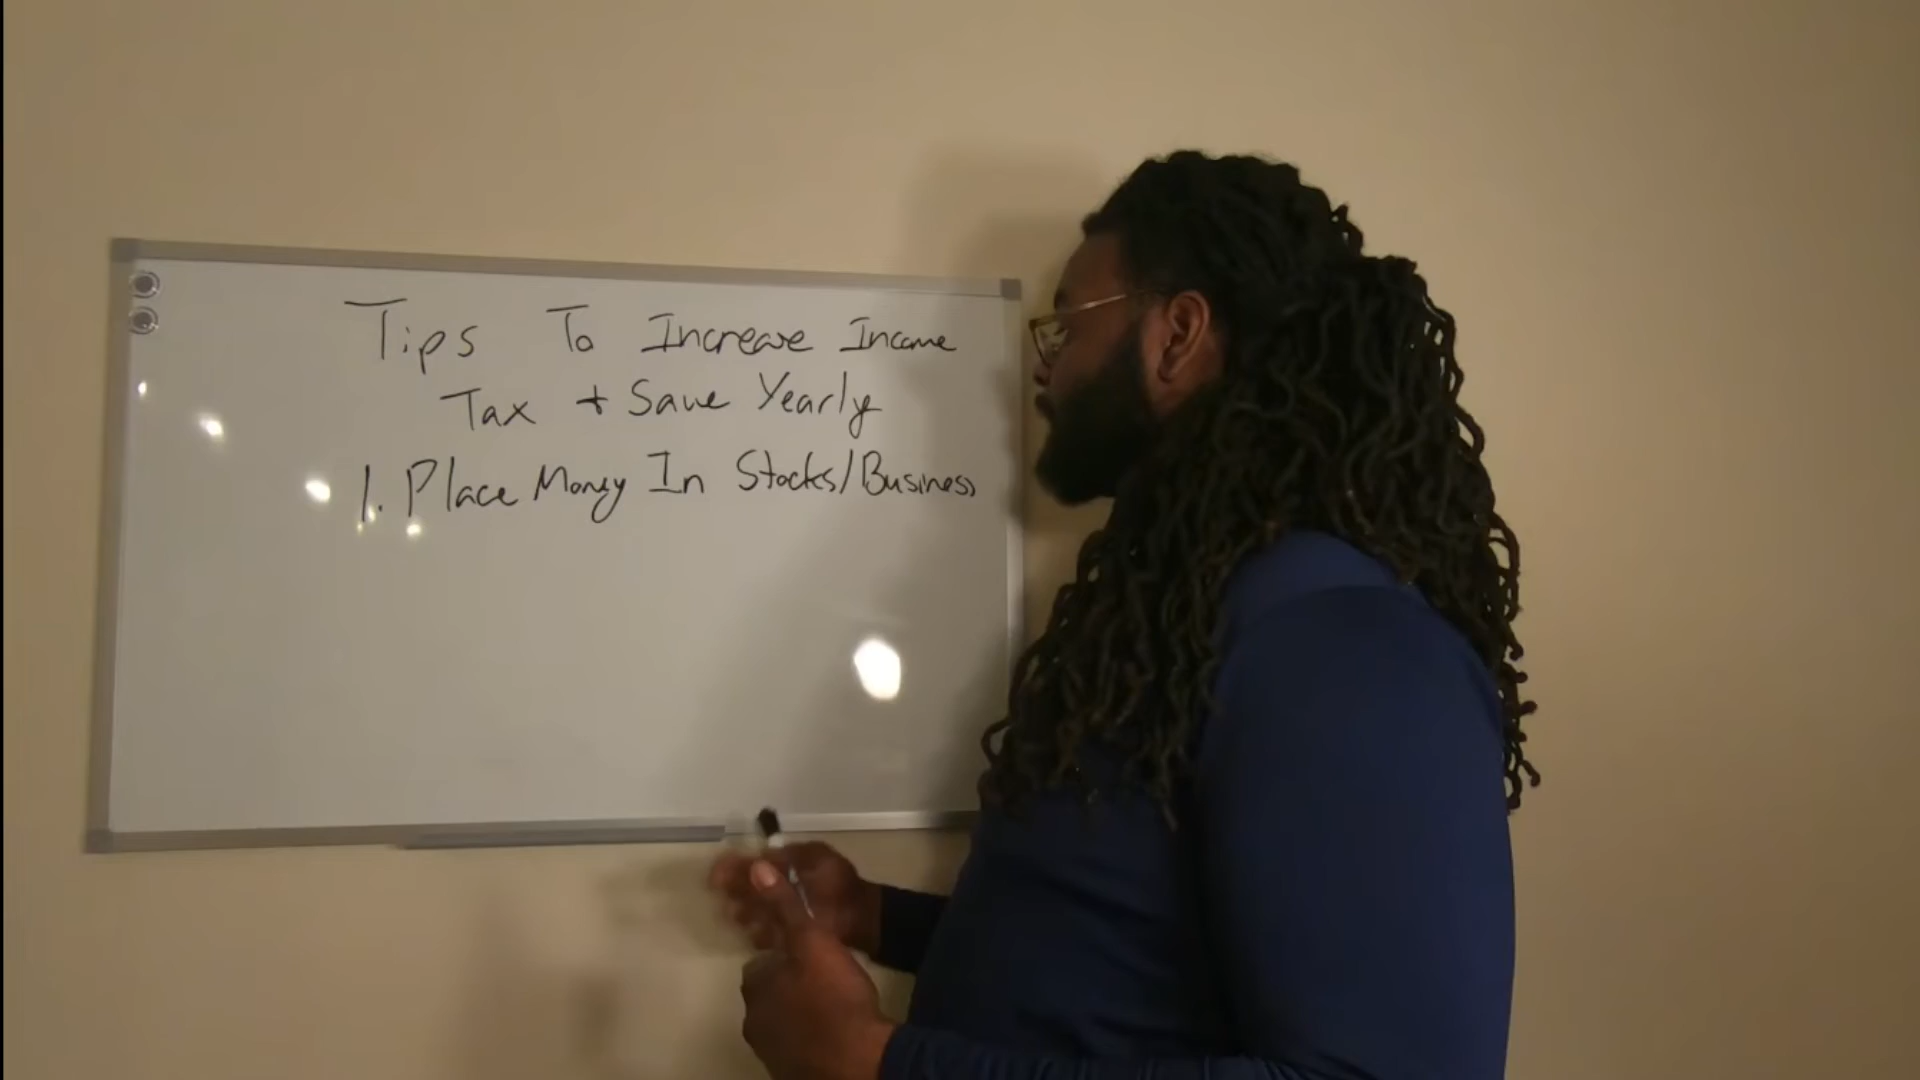 Tips To Increase Income
Tax + Save Yearly
1. Place Money In Stocks/Business